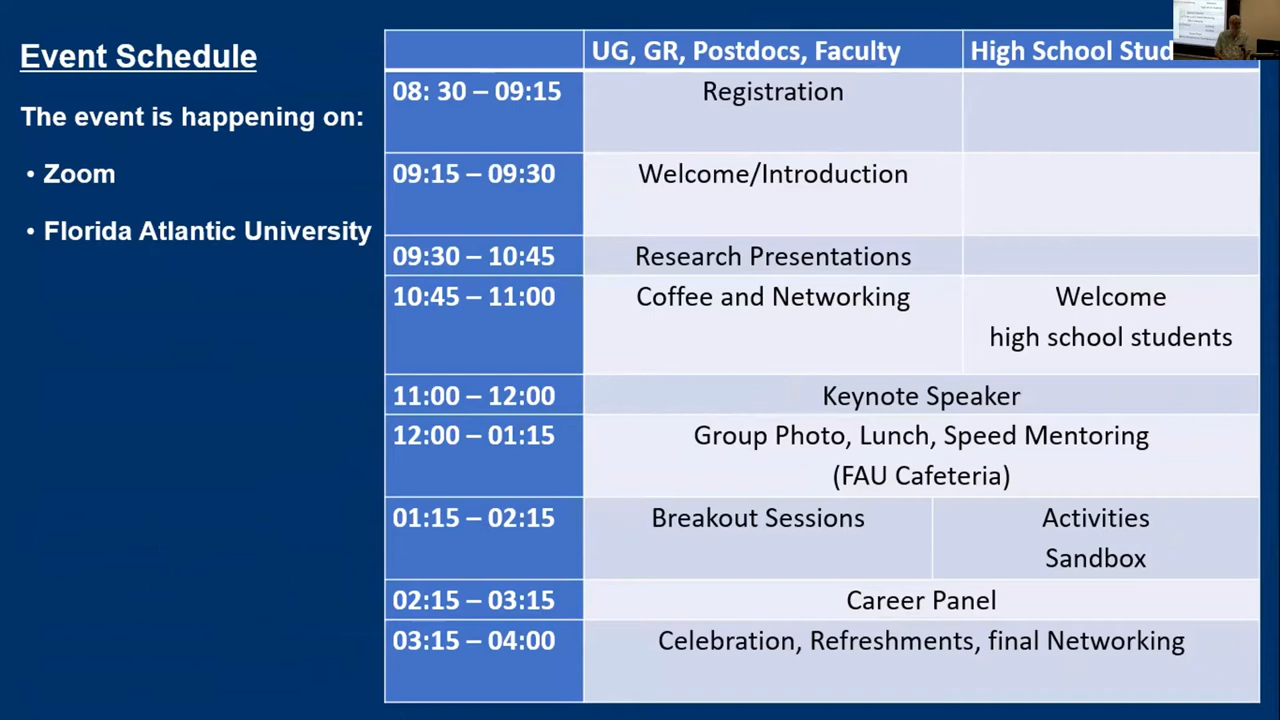 Event Schedule
The event is happening on:
• Zoom
• Florida Atlantic University
UG, GR, Postdocs, Faculty
High School Stud
08: 30 – 09:15
Registration
09:15 – 09:30
Welcome/Introduction
09:30 – 10:45
Research Presentations
10:45 – 11:00
Coffee and Networking
Welcome
high school students
11:00 – 12:00
Keynote Speaker
12:00 – 01:15
Group Photo, Lunch, Speed Mentoring
(FAU Cafeteria)
01:15 – 02:15
Breakout Sessions
Activities
Sandbox
02:15 – 03:15
Career Panel
03:15 – 04:00
Celebration, Refreshments, final Networking